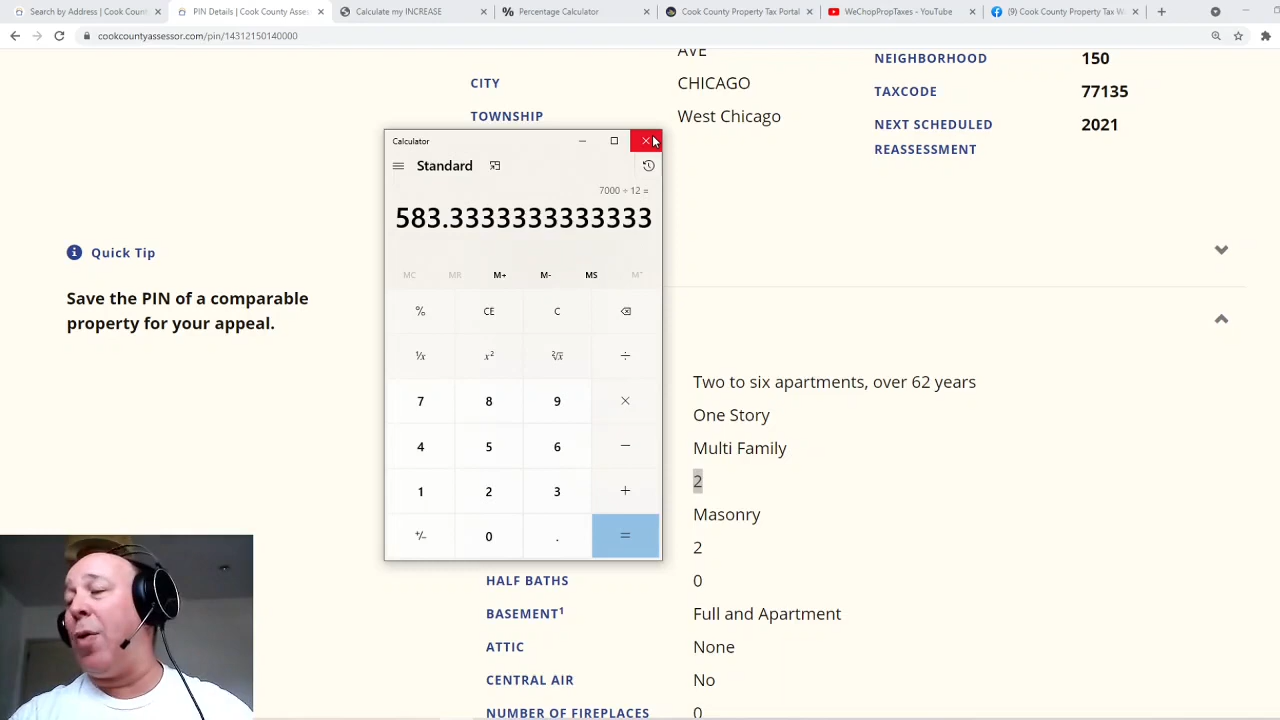 Search by Address | Cook Count
PIN Details | Cook County Asse
Calculate my INCREASE
Percentage Calculator
Cook County Property Tax Portal
WeChopPropTaxes - YouTube
(9) Cook County Property Tax W
cookcountyassessor.com/pin/14312150140000
AVE
NEIGHBORHOOD 150
CITY CHICAGO
TAXCODE 77135
TOWNSHIP West Chicago
NEXT SCHEDULED REASSESSMENT 2021
Calculator
Standard
7000 ÷ 12 =
583.3333333333333
MC MR M+ M- MS M˅
% CE C
¹/x x² ²√x ÷
7 8 9 ×
4 5 6 −
1 2 3 +
+/− 0 . =
Quick Tip
Save the PIN of a comparable
property for your appeal.
Two to six apartments, over 62 years
One Story
Multi Family
2
Masonry
2
HALF BATHS 0
BASEMENT1 Full and Apartment
ATTIC None
CENTRAL AIR No
NUMBER OF FIREPLACES 0